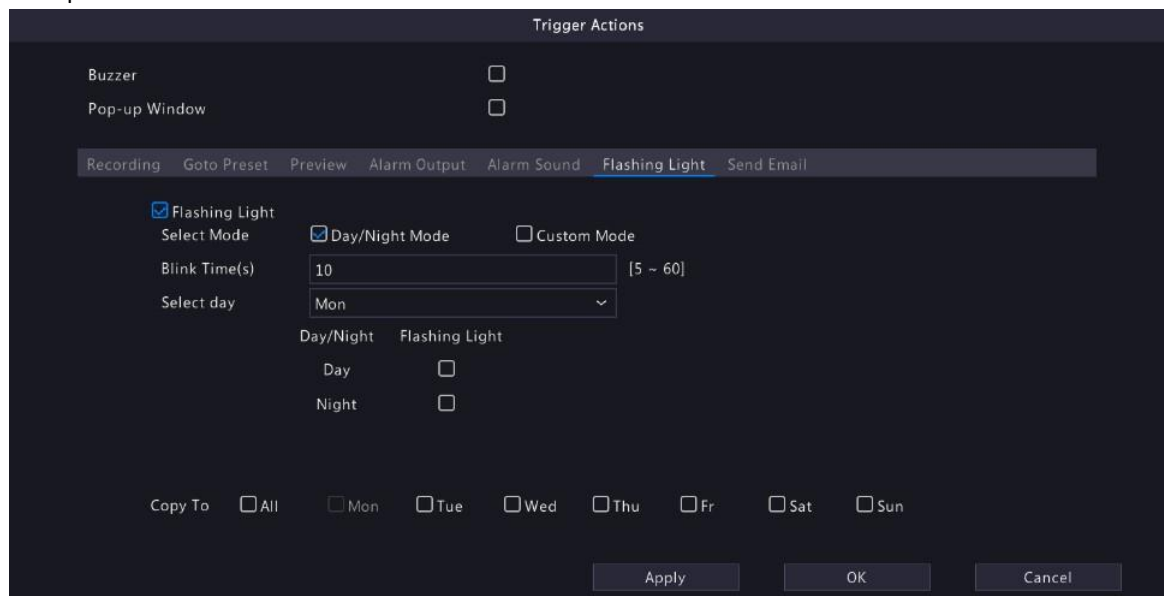 Trigger Actions
Buzzer
Pop-up Window
Recording Goto Preset Preview Alarm Output Alarm Sound Flashing Light Send Email
Flashing Light
Select Mode Day/Night Mode Custom Mode
Blink Time(s) 10 [5 ~ 60]
Select day Mon
Day/Night Flashing Light
Day
Night
Copy To All Mon Tue Wed Thu Fr Sat Sun
Apply OK Cancel